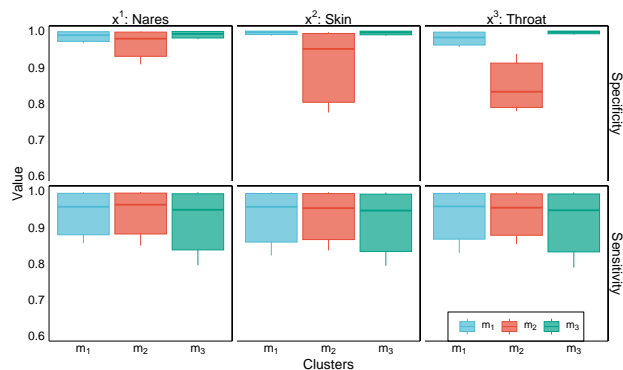 x¹: Nares x²: Skin x³: Throat
1.0
0.9
0.8
0.7
0.6
Specificity
Value
1.0
0.9
0.8
0.7
0.6
Sensitivity
m₁ m₂ m₃
m₁ m₂ m₃ m₁ m₂ m₃ m₁ m₂ m₃
Clusters